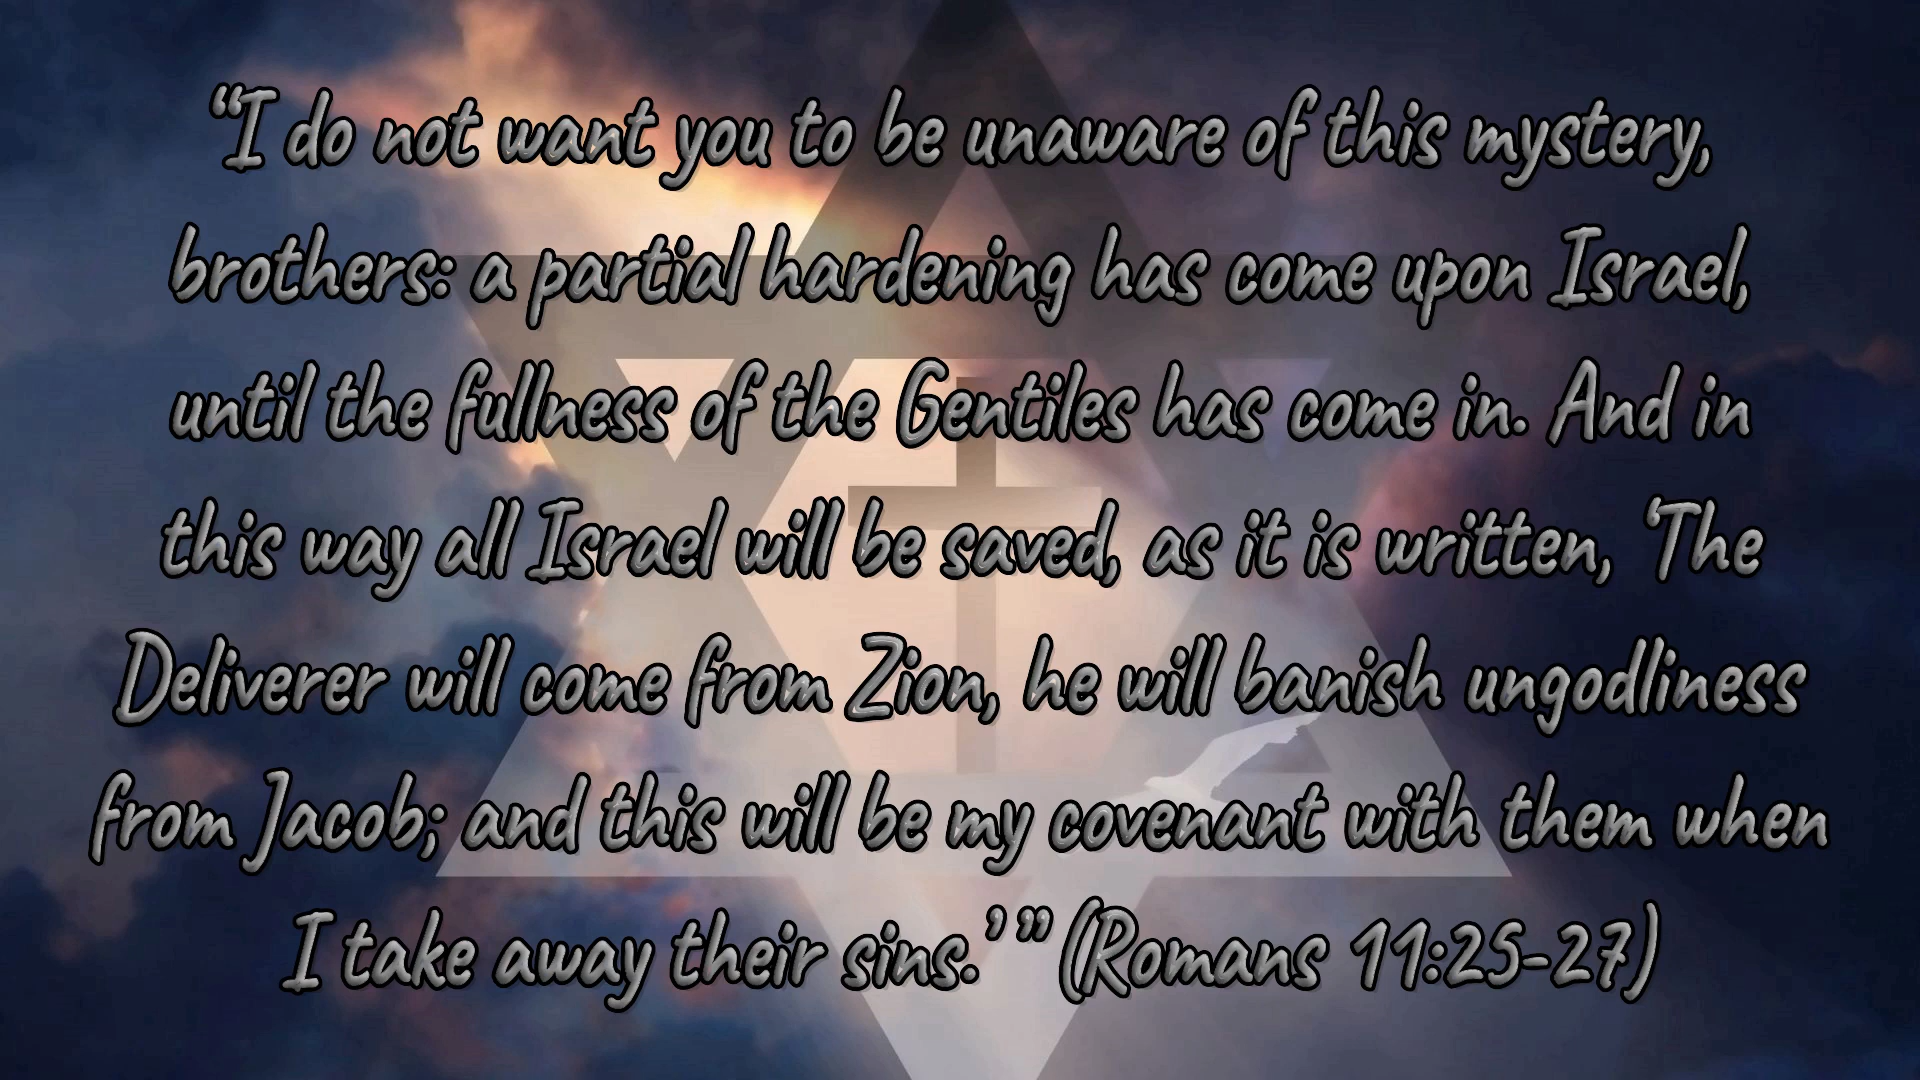 “I do not want you to be unaware of this mystery,
brothers: a partial hardening has come upon Israel,
until the fullness of the Gentiles has come in. And in
this way all Israel will be saved, as it is written, ‘The
Deliverer will come from Zion, he will banish ungodliness
from Jacob; and this will be my covenant with them when
I take away their sins.’ ” (Romans 11:25-27)